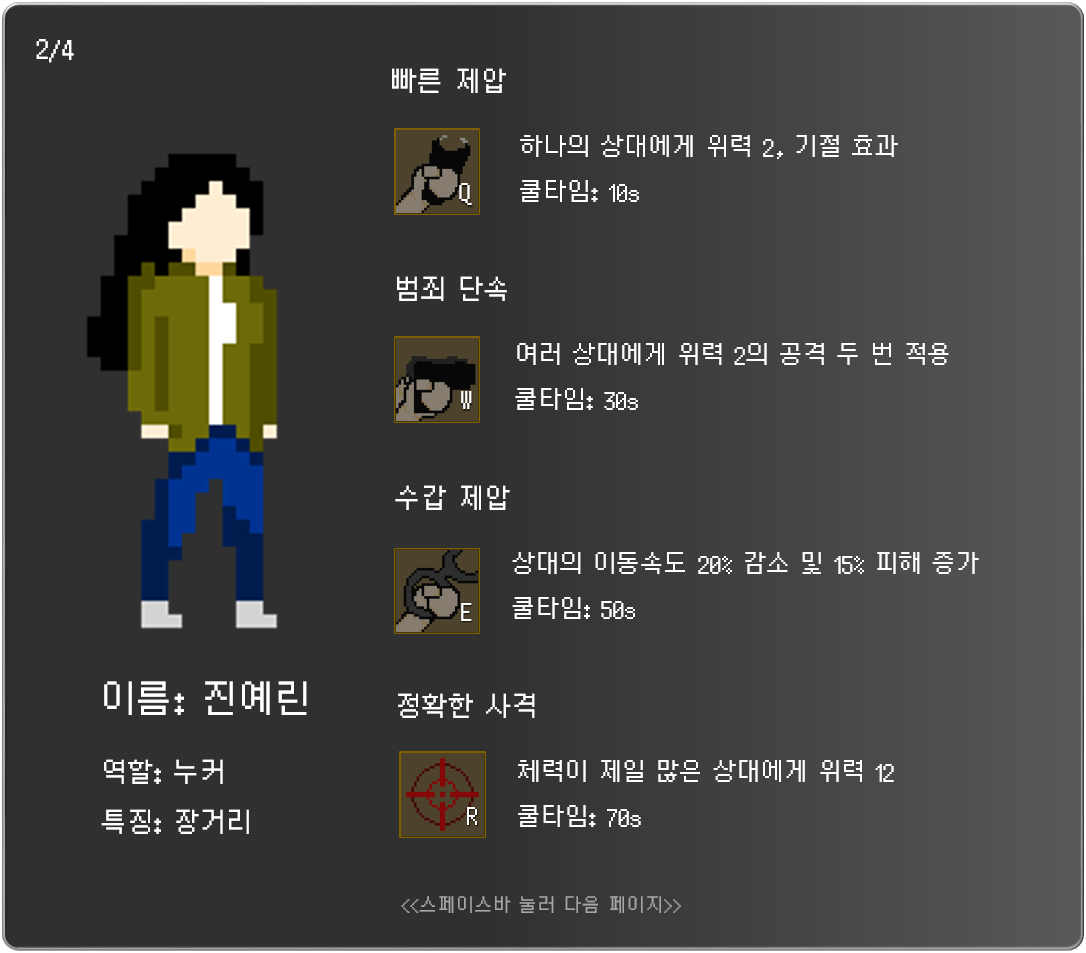 2/4
빠른 제압
Q
하나의 상대에게 위력 2, 기절 효과
쿨타임: 10s
범죄 단속
W
여러 상대에게 위력 2의 공격 두 번 적용
쿨타임: 30s
수갑 제압
E
상대의 이동속도 20% 감소 및 15% 피해 증가
쿨타임: 50s
이름: 진예린
역할: 누커
특징: 장거리
정확한 사격
R
체력이 제일 많은 상대에게 위력 12
쿨타임: 70s
<<스페이스바 눌러 다음 페이지>>